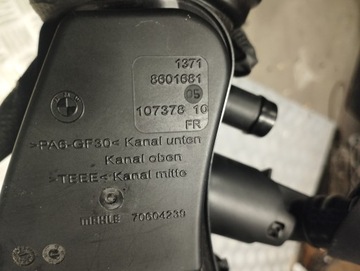 1371
8601681
05
107378 10
FR
>PA6-GF30< Kanal unten
Kanal oben
>TEEE< Kanal mitte
MAHLE 70604239